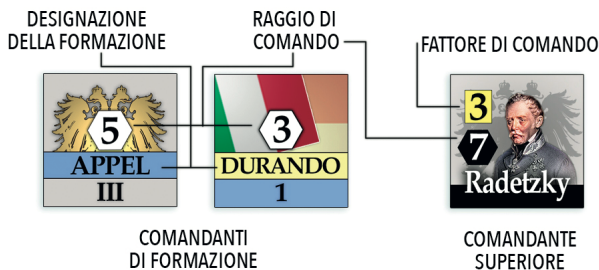 DESIGNAZIONE
DELLA FORMAZIONE
RAGGIO DI
COMANDO
FATTORE DI COMANDO
5
APPEL
III
3
DURANDO
1
3
7
Radetzky
COMANDANTI
DI FORMAZIONE
COMANDANTE
SUPERIORE